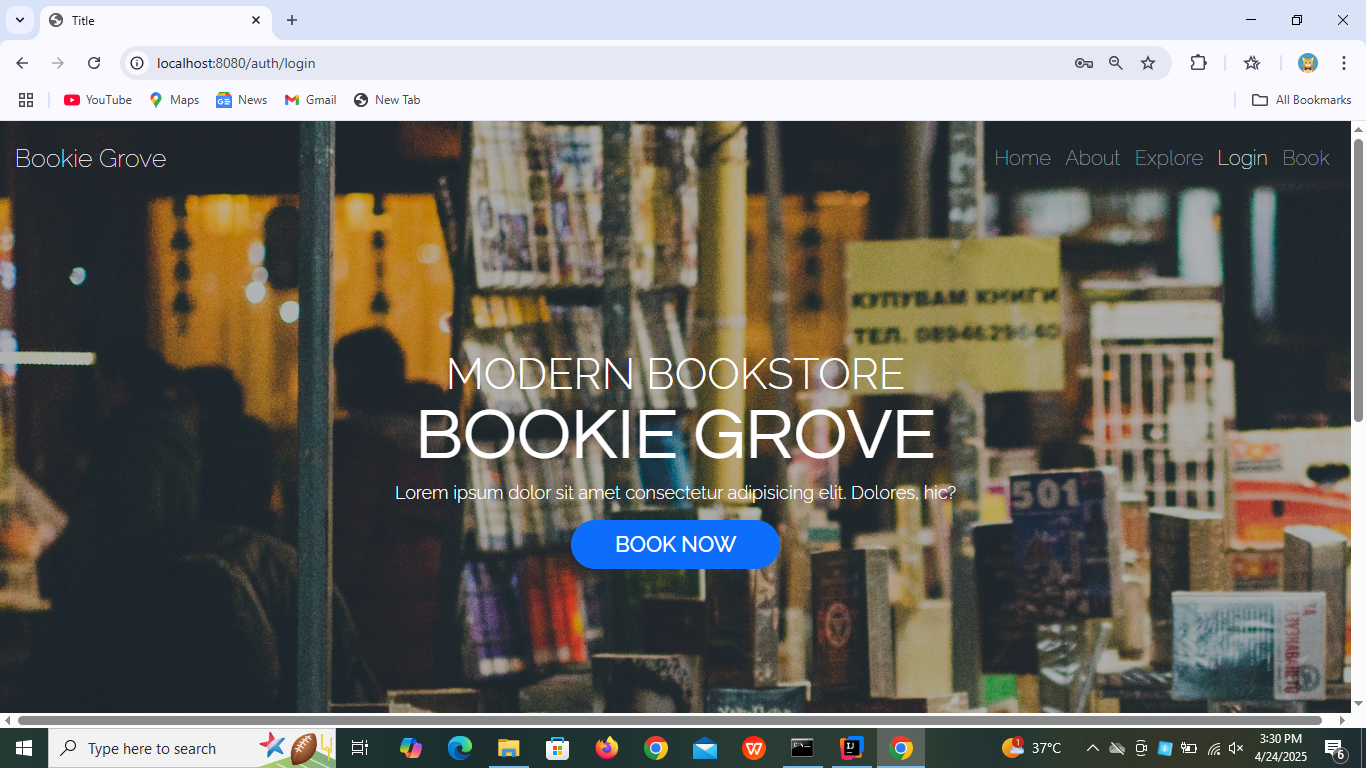 Title
localhost:8080/auth/login
YouTube Maps News Gmail New Tab All Bookmarks
Bookie Grove Home About Explore Login Book
КУПУВАМ КНИГИ
ТЕЛ.
MODERN BOOKSTORE
BOOKIE GROVE
Lorem ipsum dolor sit amet consectetur adipisicing elit. Dolores, hic?
501
BOOK NOW
Type here to search
1
37°C
3:30 PM
4/24/2025
6